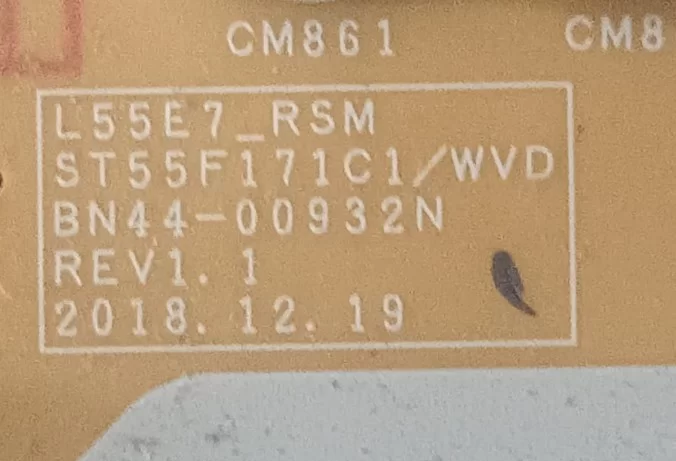 CM861 CM8
L55E7_RSM
ST55F171C1/WVD
BN44-00932N
REV1. 1
2018. 12. 19